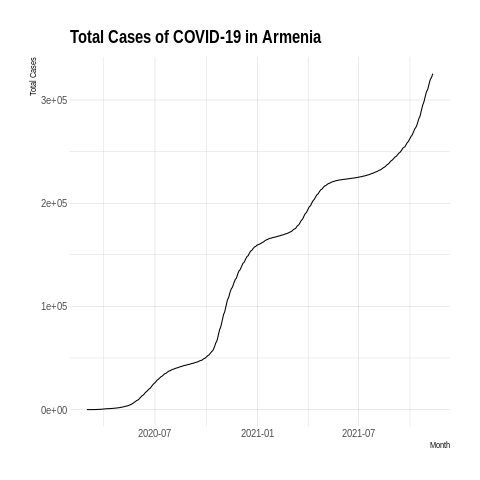 Total Cases of COVID-19 in Armenia
Total Cases
3e+05
2e+05
1e+05
0e+00
2020-07 2021-01 2021-07
Month